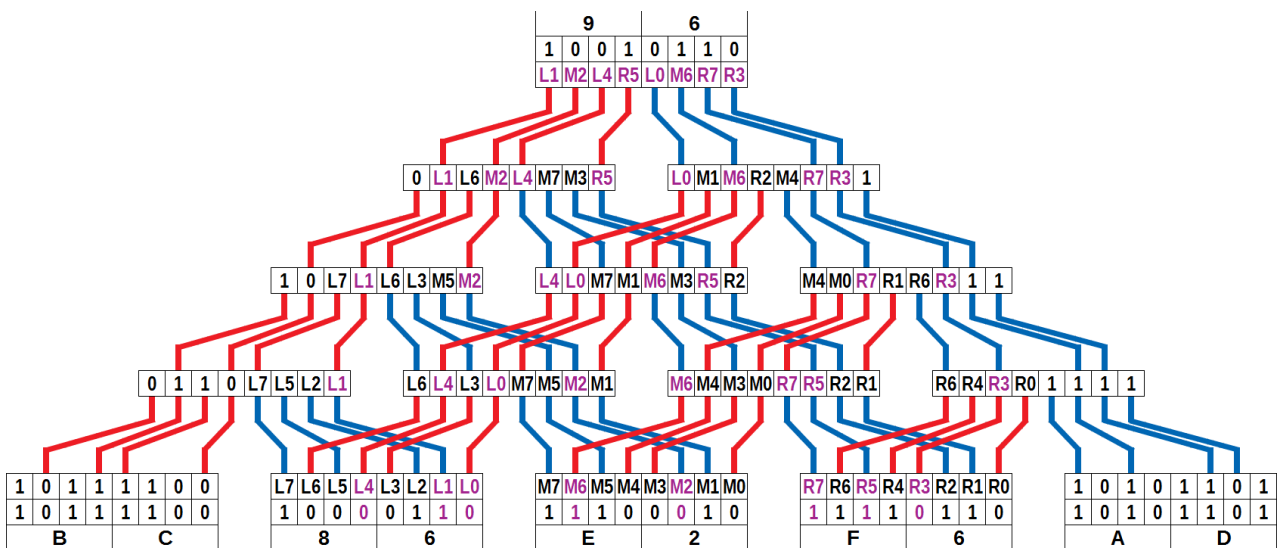 9 6
1 0 0 1 0 1 1 0
L1 M2 L4 R5 L0 M6 R7 R3
0 L1 L6 M2 L4 M7 M3 R5 L0 M1 M6 R2 M4 R7 R3 1
1 0 L7 L1 L6 L3 M5 M2 L4 L0 M7 M1 M6 M3 R5 R2 M4 M0 R7 R1 R6 R3 1 1
0 1 1 0 L7 L5 L2 L1 L6 L4 L3 L0 M7 M5 M2 M1 M6 M4 M3 M0 R7 R5 R2 R1 R6 R4 R3 R0 1 1 1 1
1 0 1 1 1 1 0 0 L7 L6 L5 L4 L3 L2 L1 L0 M7 M6 M5 M4 M3 M2 M1 M0 R7 R6 R5 R4 R3 R2 R1 R0 1 0 1 0 1 1 0 1
1 0 1 1 1 1 0 0 1 0 0 0 0 1 1 0 1 1 1 0 0 0 1 0 1 1 1 1 0 1 1 0 1 0 1 0 1 1 0 1
B C 8 6 E 2 F 6 A D